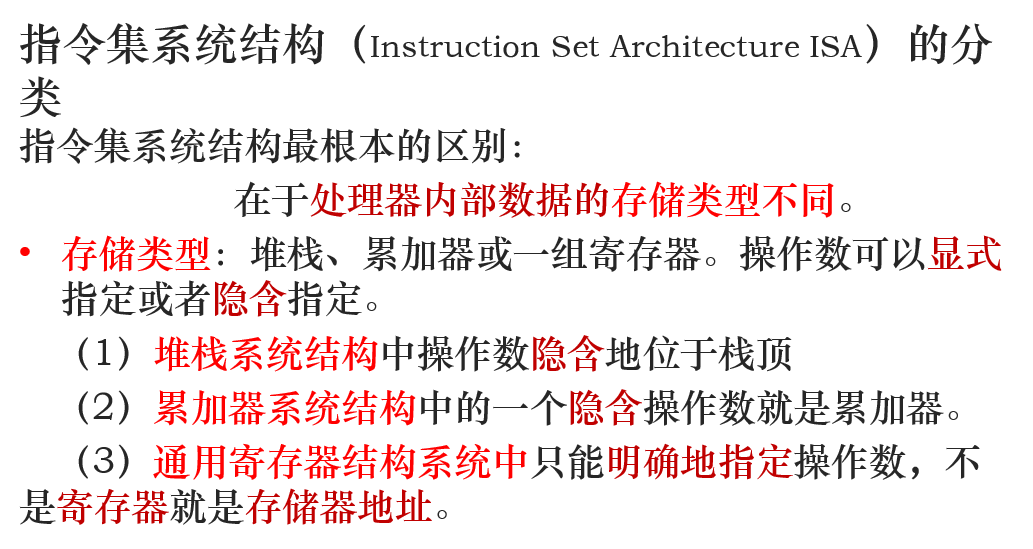 指令集系统结构（Instruction Set Architecture ISA）的分
类
指令集系统结构最根本的区别：
在于处理器内部数据的存储类型不同。
• 存储类型：堆栈、累加器或一组寄存器。操作数可以显式
指定或者隐含指定。
（1）堆栈系统结构中操作数隐含地位于栈顶
（2）累加器系统结构中的一个隐含操作数就是累加器。
（3）通用寄存器结构系统中只能明确地指定操作数，不
是寄存器就是存储器地址。